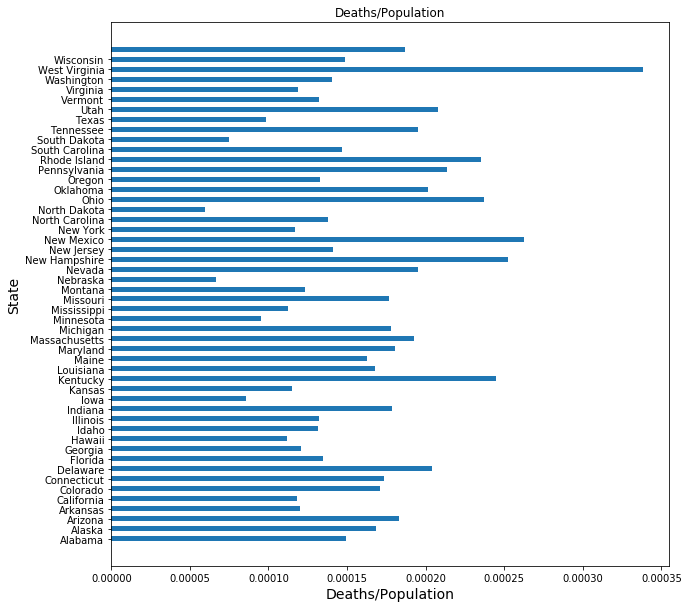 Deaths/Population
Wisconsin
West Virginia
Washington
Virginia
Vermont
Utah
Texas
Tennessee
South Dakota
South Carolina
Rhode Island
Pennsylvania
Oregon
Oklahoma
Ohio
North Dakota
North Carolina
New York
New Mexico
New Jersey
New Hampshire
Nevada
Nebraska
Montana
Missouri
Mississippi
Minnesota
Michigan
Massachusetts
Maryland
Maine
Louisiana
Kentucky
Kansas
Iowa
Indiana
Illinois
Idaho
Hawaii
Georgia
Florida
Delaware
Connecticut
Colorado
California
Arkansas
Arizona
Alaska
Alabama
State
0.00000 0.00005 0.00010 0.00015 0.00020 0.00025 0.00030 0.00035
Deaths/Population